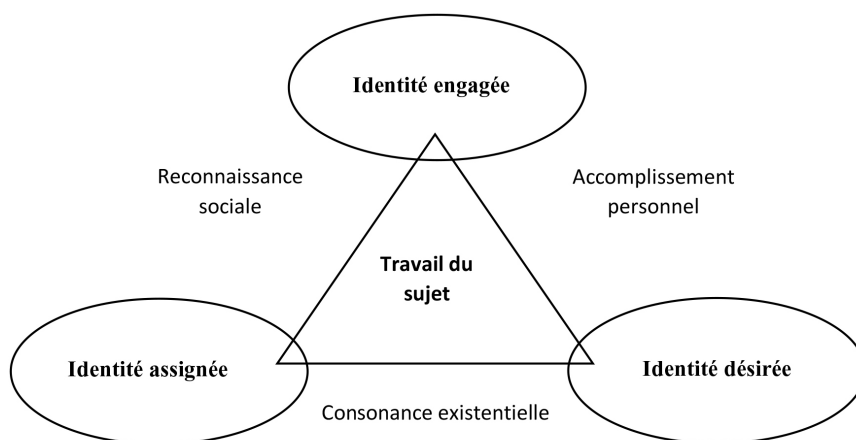 Identité engagée
Reconnaissance
sociale
Accomplissement
personnel
Travail du
sujet
Identité assignée
Identité désirée
Consonance existentielle